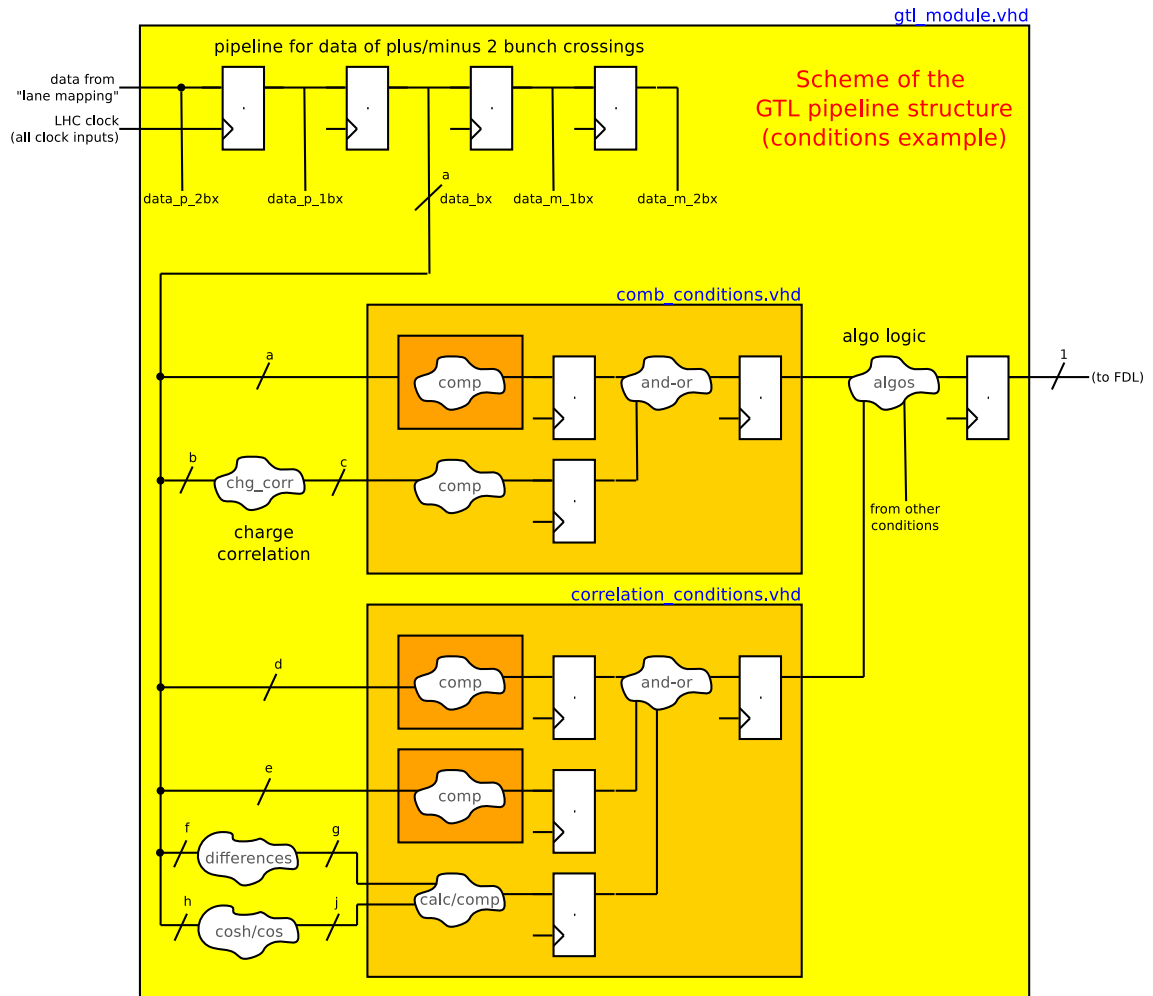 gtl_module.vhd
pipeline for data of plus/minus 2 bunch crossings
data from
"lane mapping"
LHC clock
(all clock inputs)
Scheme of the
GTL pipeline structure
(conditions example)
a
data_p_2bx
data_p_1bx
data_bx
data_m_1bx
data_m_2bx
comb_conditions.vhd
a
comp
and-or
algo logic
algos
1
(to FDL)
b
chg_corr
c
comp
charge
correlation
from other
conditions
correlation_conditions.vhd
d
comp
and-or
e
comp
f
differences
g
calc/comp
h
cosh/cos
j